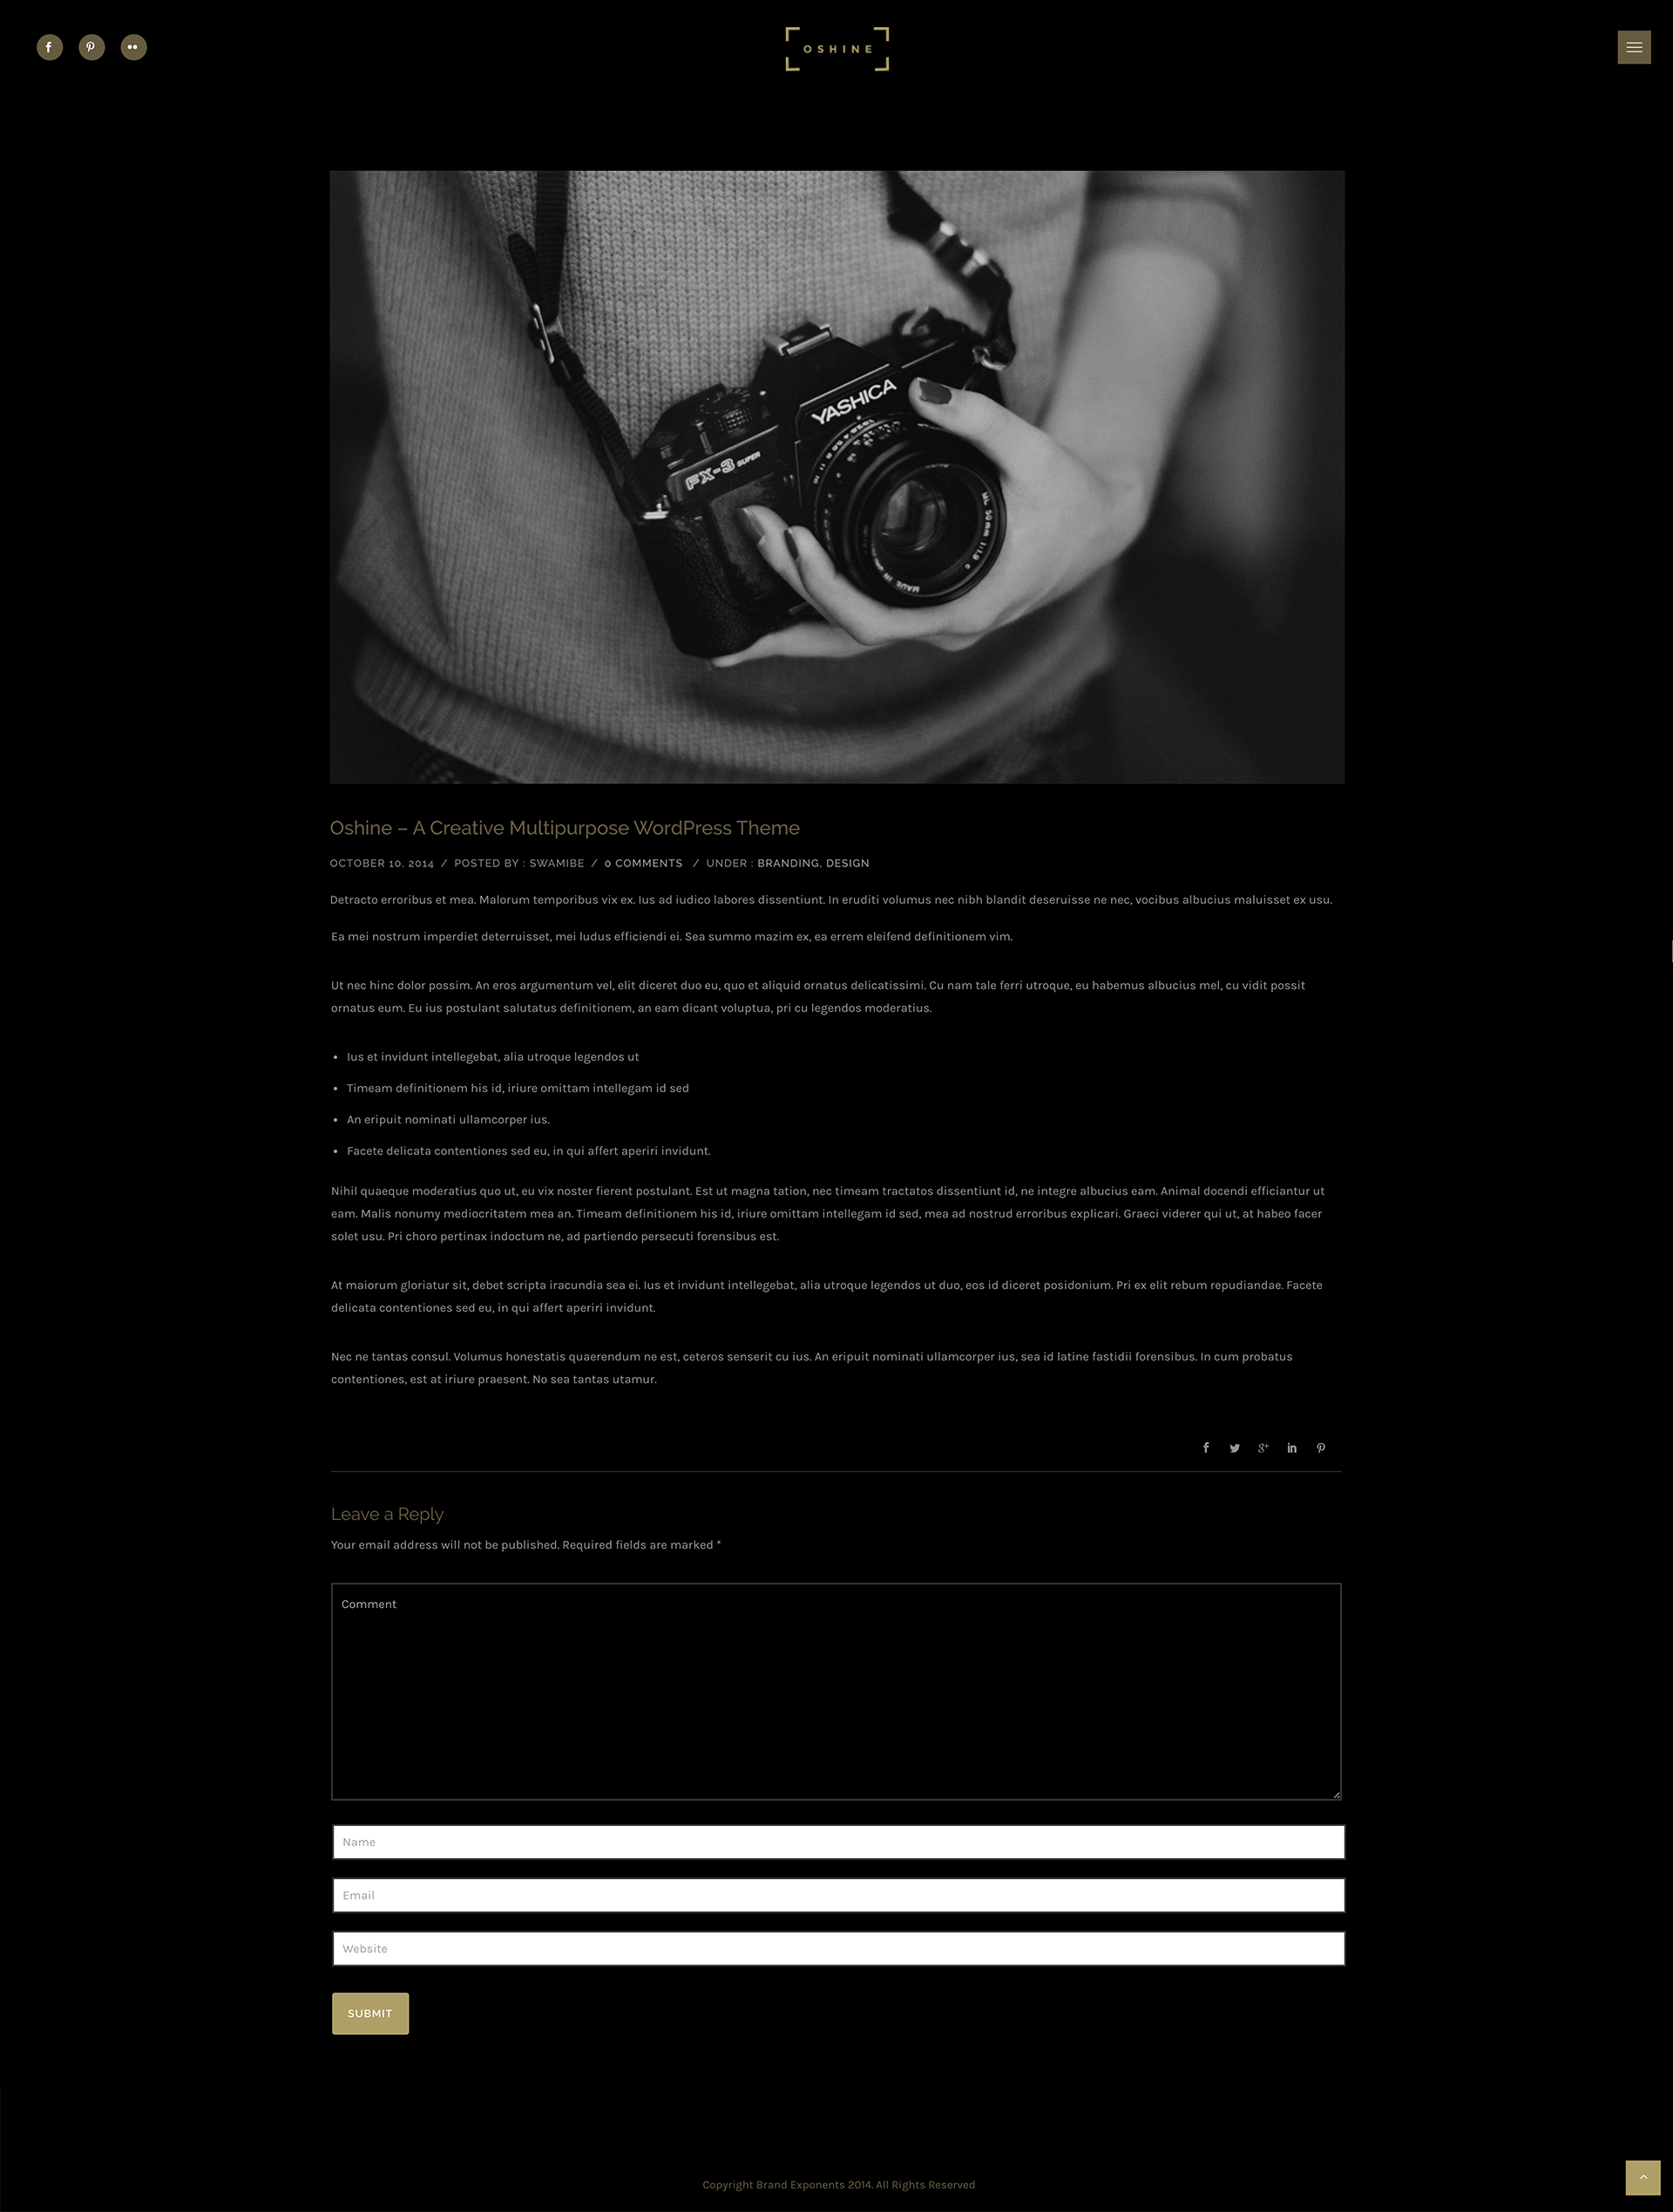 OSHINE
YASHICA
FX-3 SUPER
ML 50mm 1:1.9 c
MADE IN
Oshine – A Creative Multipurpose WordPress Theme
OCTOBER 10, 2014 / POSTED BY : SWAMIBE / 0 COMMENTS / UNDER : BRANDING, DESIGN
Detracto erroribus et mea. Malorum temporibus vix ex. Ius ad iudico labores dissentiunt. In eruditi volumus nec nibh blandit deseruisse ne nec, vocibus albucius maluisset ex usu.
Ea mei nostrum imperdiet deterruisset, mei ludus efficiendi ei. Sea summo mazim ex, ea errem eleifend definitionem vim.
Ut nec hinc dolor possim. An eros argumentum vel, elit diceret duo eu, quo et aliquid ornatus delicatissimi. Cu nam tale ferri utroque, eu habemus albucius mel, cu vidit possit
ornatus eum. Eu ius postulant salutatus definitionem, an eam dicant voluptua, pri cu legendos moderatius.
• Ius et invidunt intellegebat, alia utroque legendos ut
• Timeam definitionem his id, iriure omittam intellegam id sed
• An eripuit nominati ullamcorper ius.
• Facete delicata contentiones sed eu, in qui affert aperiri invidunt.
Nihil quaeque moderatius quo ut, eu vix noster fierent postulant. Est ut magna tation, nec timeam tractatos dissentiunt id, ne integre albucius eam. Animal docendi efficiantur ut
eam. Malis nonumy mediocritatem mea an. Timeam definitionem his id, iriure omittam intellegam id sed, mea ad nostrud erroribus explicari. Graeci viderer qui ut, at habeo facer
solet usu. Pri choro pertinax indoctum ne, ad partiendo persecuti forensibus est.
At maiorum gloriatur sit, debet scripta iracundia sea ei. Ius et invidunt intellegebat, alia utroque legendos ut duo, eos id diceret posidonium. Pri ex elit rebum repudiandae. Facete
delicata contentiones sed eu, in qui affert aperiri invidunt.
Nec ne tantas consul. Volumus honestatis quaerendum ne est, ceteros senserit cu ius. An eripuit nominati ullamcorper ius, sea id latine fastidii forensibus. In cum probatus
contentiones, est at iriure praesent. No sea tantas utamur.
Leave a Reply
Your email address will not be published. Required fields are marked *
Comment
Name
Email
Website
SUBMIT
Copyright Brand Exponents 2014. All Rights Reserved